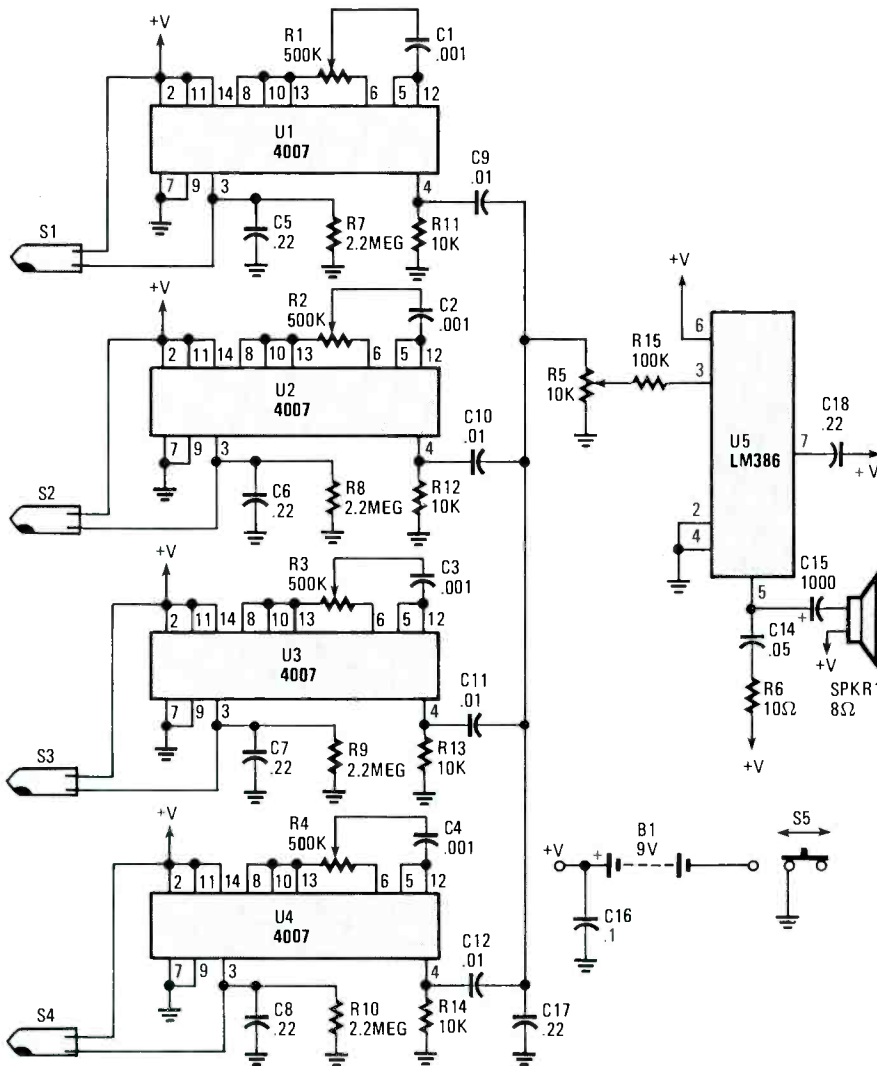 +V
R1
500K
C1
.001
2 11 14 8 10 13 6 5 12
U1
4007
7 9 3 4
C9
.01
S1
C5
.22
R7
2.2MEG
R11
10K
+V
R2
500K
C2
.001
2 11 14 8 10 13 6 5 12
U2
4007
7 9 3 4
C10
.01
S2
C6
.22
R8
2.2MEG
R12
10K
+V
R3
500K
C3
.001
2 11 14 8 10 13 6 5 12
U3
4007
7 9 3 4
C11
.01
S3
C7
.22
R9
2.2MEG
R13
10K
+V
R4
500K
C4
.001
2 11 14 8 10 13 6 5 12
U4
4007
7 9 3 4
C12
.01
S4
C8
.22
R10
2.2MEG
R14
10K
C17
.22
+V
6
R5
10K
R15
100K
3
U5
LM386
7
C18
.22
+V
2
4
5
C15
1000
+
C14
.05
+V
SPKR1
8Ω
R6
10Ω
+V
+V
+
B1
9V
S5
C16
.1